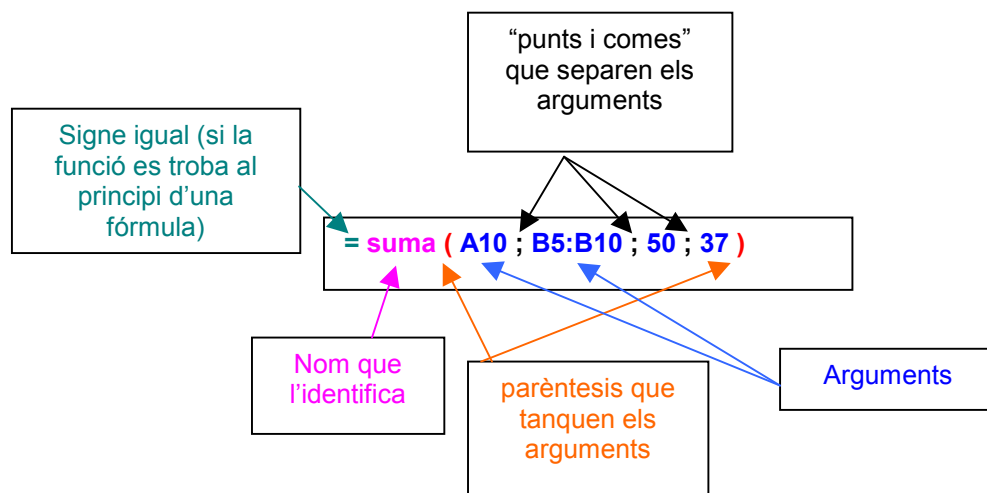 “punts i comes”
que separen els
arguments
Signe igual (si la
funció es troba al
principi d’una
fórmula)
= suma ( A10 ; B5:B10 ; 50 ; 37 )
Nom que
l’identifica
parèntesis que
tanquen els
arguments
Arguments